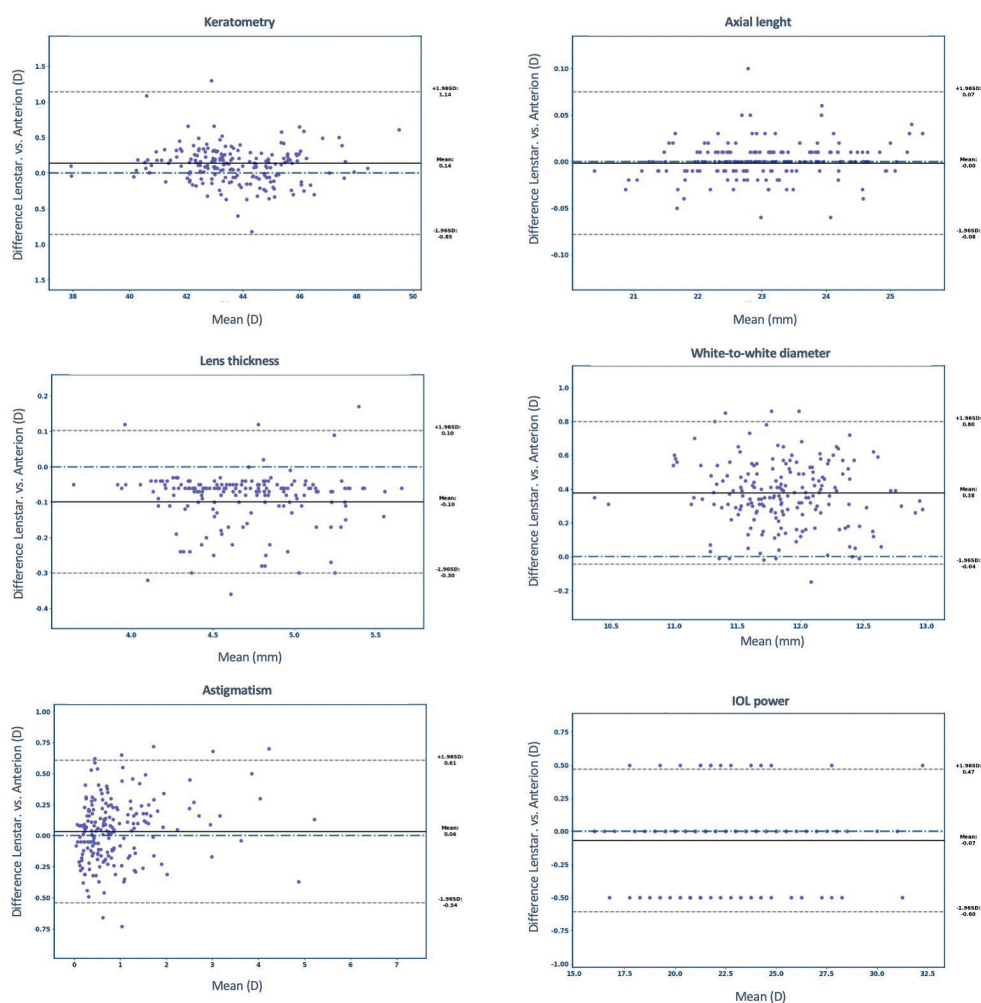 Keratometry
Difference Lenstar. vs. Anterion (D)
1.5
1.0
0.5
0.0
0.5
1.0
1.5
+1.96SD:
1.14
Mean:
0.14
-1.96SD:
-0.85
38 40 42 44 46 48 50
Mean (D)
Axial lenght
Difference Lenstar. vs. Anterion (D)
0.10
0.05
0.00
-0.05
-0.10
+1.96SD:
0.07
Mean:
-0.00
-1.96SD:
-0.08
21 22 23 24 25
Mean (mm)
Lens thickness
Difference Lenstar. vs. Anterion (D)
0.2
0.1
0.0
-0.1
-0.2
-0.3
-0.4
+1.96SD:
0.10
Mean:
-0.10
-1.96SD:
-0.30
4.0 4.5 5.0 5.5
Mean (mm)
White-to-white diameter
Difference Lenstar. vs. Anterion (D)
1.0
0.8
0.6
0.4
0.2
0.0
-0.2
+1.96SD:
0.80
Mean:
0.38
-1.96SD:
-0.04
10.5 11.0 11.5 12.0 12.5 13.0
Mean (mm)
Astigmatism
Difference Lenstar. vs. Anterion (D)
1.00
0.75
0.50
0.25
0.00
-0.25
-0.50
-0.75
+1.96SD:
0.61
Mean:
0.04
-1.96SD:
-0.54
0 1 2 3 4 5 6 7
Mean (D)
IOL power
Difference Lenstar. vs. Anterion (D)
0.75
0.50
0.25
0.00
-0.25
-0.50
-0.75
-1.00
+1.96SD:
0.47
Mean:
-0.07
-1.96SD:
-0.60
15.0 17.5 20.0 22.5 25.0 27.5 30.0 32.5
Mean (D)